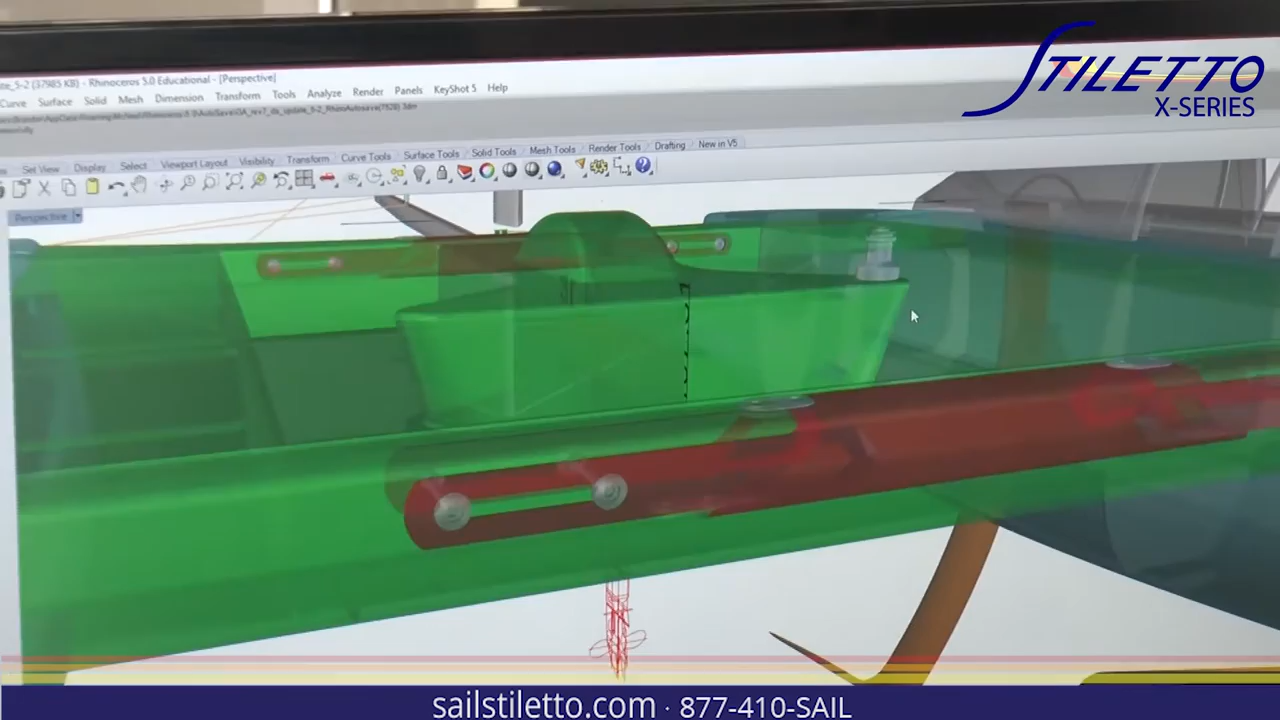 STILETTO
X-SERIES
(37985 KB) - Rhinoceros 5.0 Educational - [Perspective]
Curve Surface Solid Mesh Dimension Transform Tools Analyze Render Panels KeyShot 5 Help
Set View Display Select Viewport Layout Visibility Transform Curve Tools Surface Tools Solid Tools Mesh Tools Render Tools Drafting New in V5
Perspective
sailstiletto.com · 877-410-SAIL